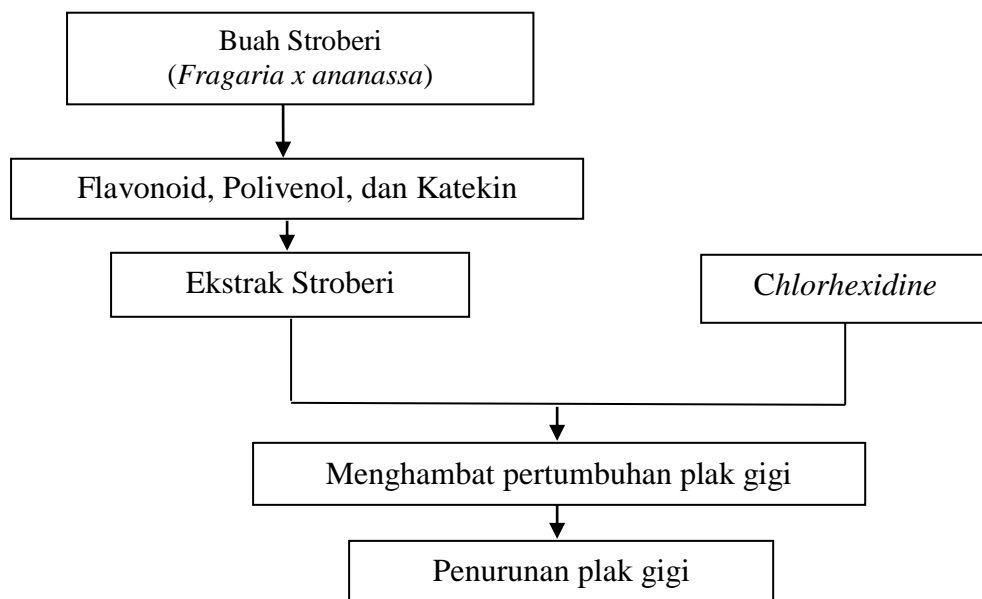 Buah Stroberi
(Fragaria x ananassa)
Flavonoid, Polivenol, dan Katekin
Ekstrak Stroberi
Chlorhexidine
Menghambat pertumbuhan plak gigi
Penurunan plak gigi